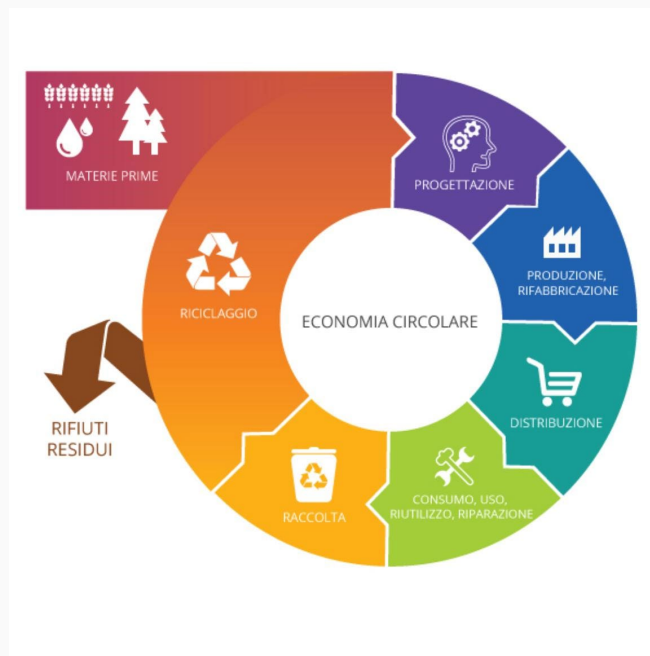 MATERIE PRIME
PROGETTAZIONE
PRODUZIONE,
RIFABBRICAZIONE
DISTRIBUZIONE
CONSUMO, USO,
RIUTILIZZO, RIPARAZIONE
RACCOLTA
RICICLAGGIO
ECONOMIA CIRCOLARE
RIFIUTI
RESIDUI